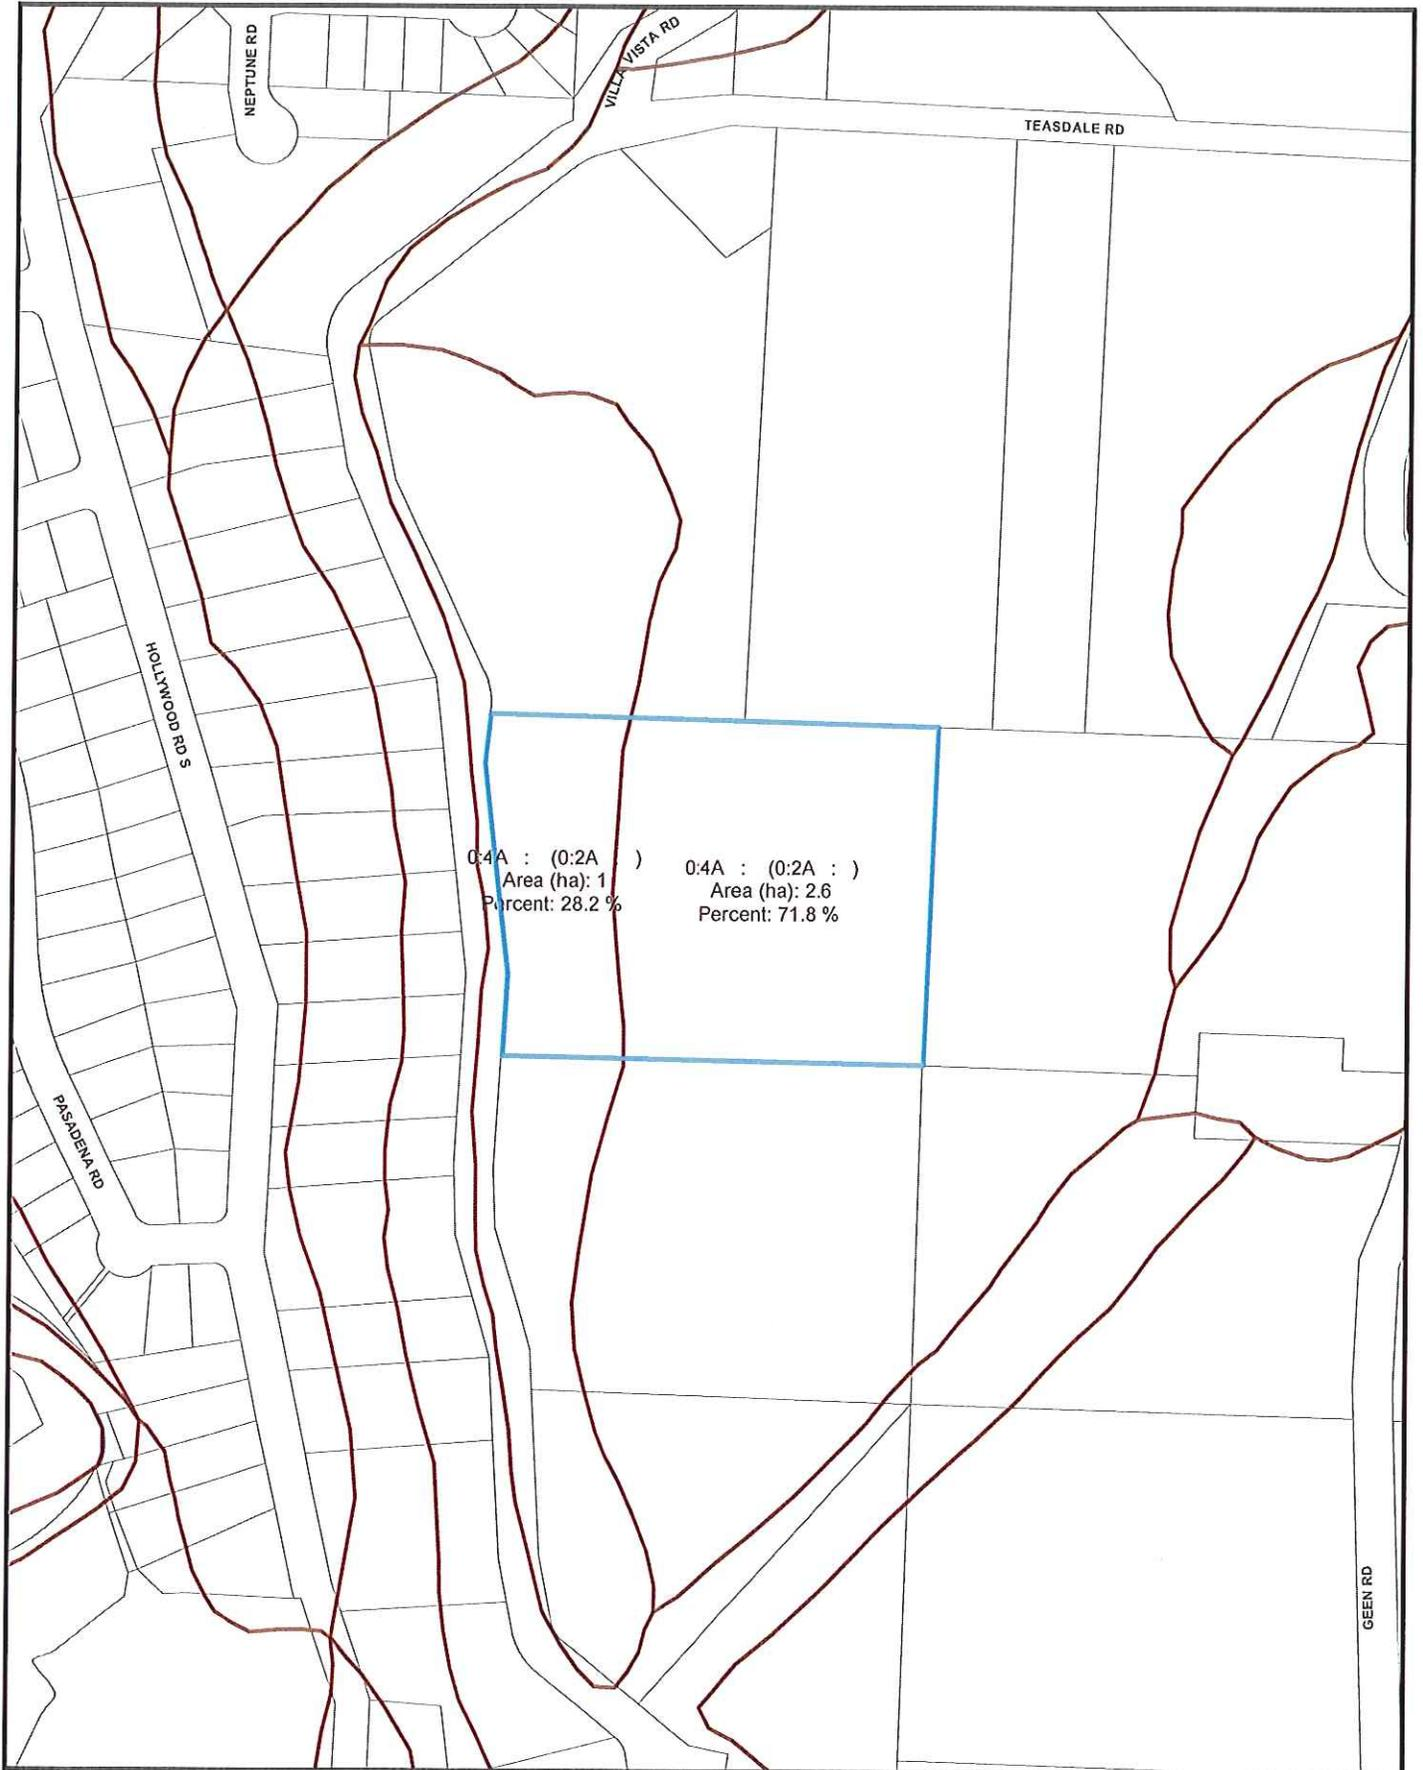 NEPTUNE RD
VILLA VISTA RD
TEASDALE RD
HOLLYWOOD RD S
0:4A : (0:2A : )
Area (ha): 1
Percent: 28.2 %
0:4A : (0:2A : )
Area (ha): 2.6
Percent: 71.8 %
PASADENA RD
GEEN RD